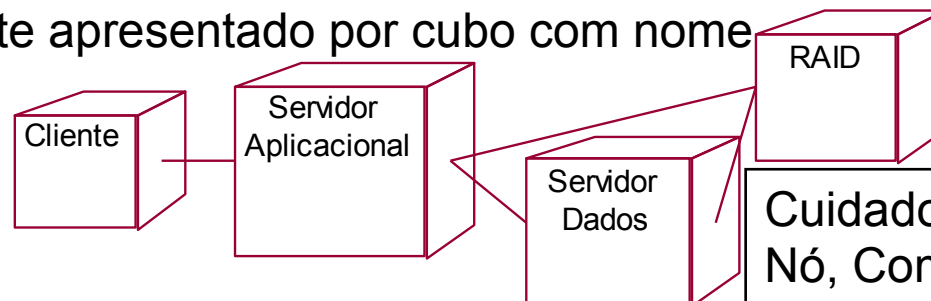 te apresentado por cubo com nome
RAID
Servidor
Aplicacional
Cliente
Servidor
Dados
Cuidado
Nó, Con